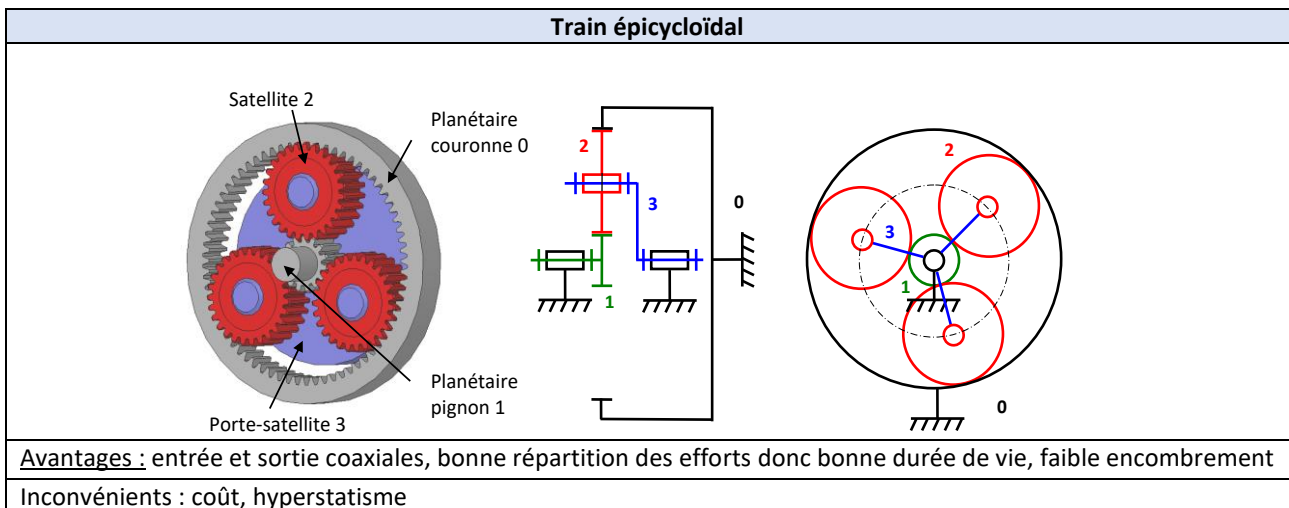 Train épicycloïdal
Satellite 2
Planétaire
couronne 0
Planétaire
pignon 1
Porte-satellite 3
2
3
1
0
2
3
1
0
Avantages : entrée et sortie coaxiales, bonne répartition des efforts donc bonne durée de vie, faible encombrement
Inconvénients : coût, hyperstatisme